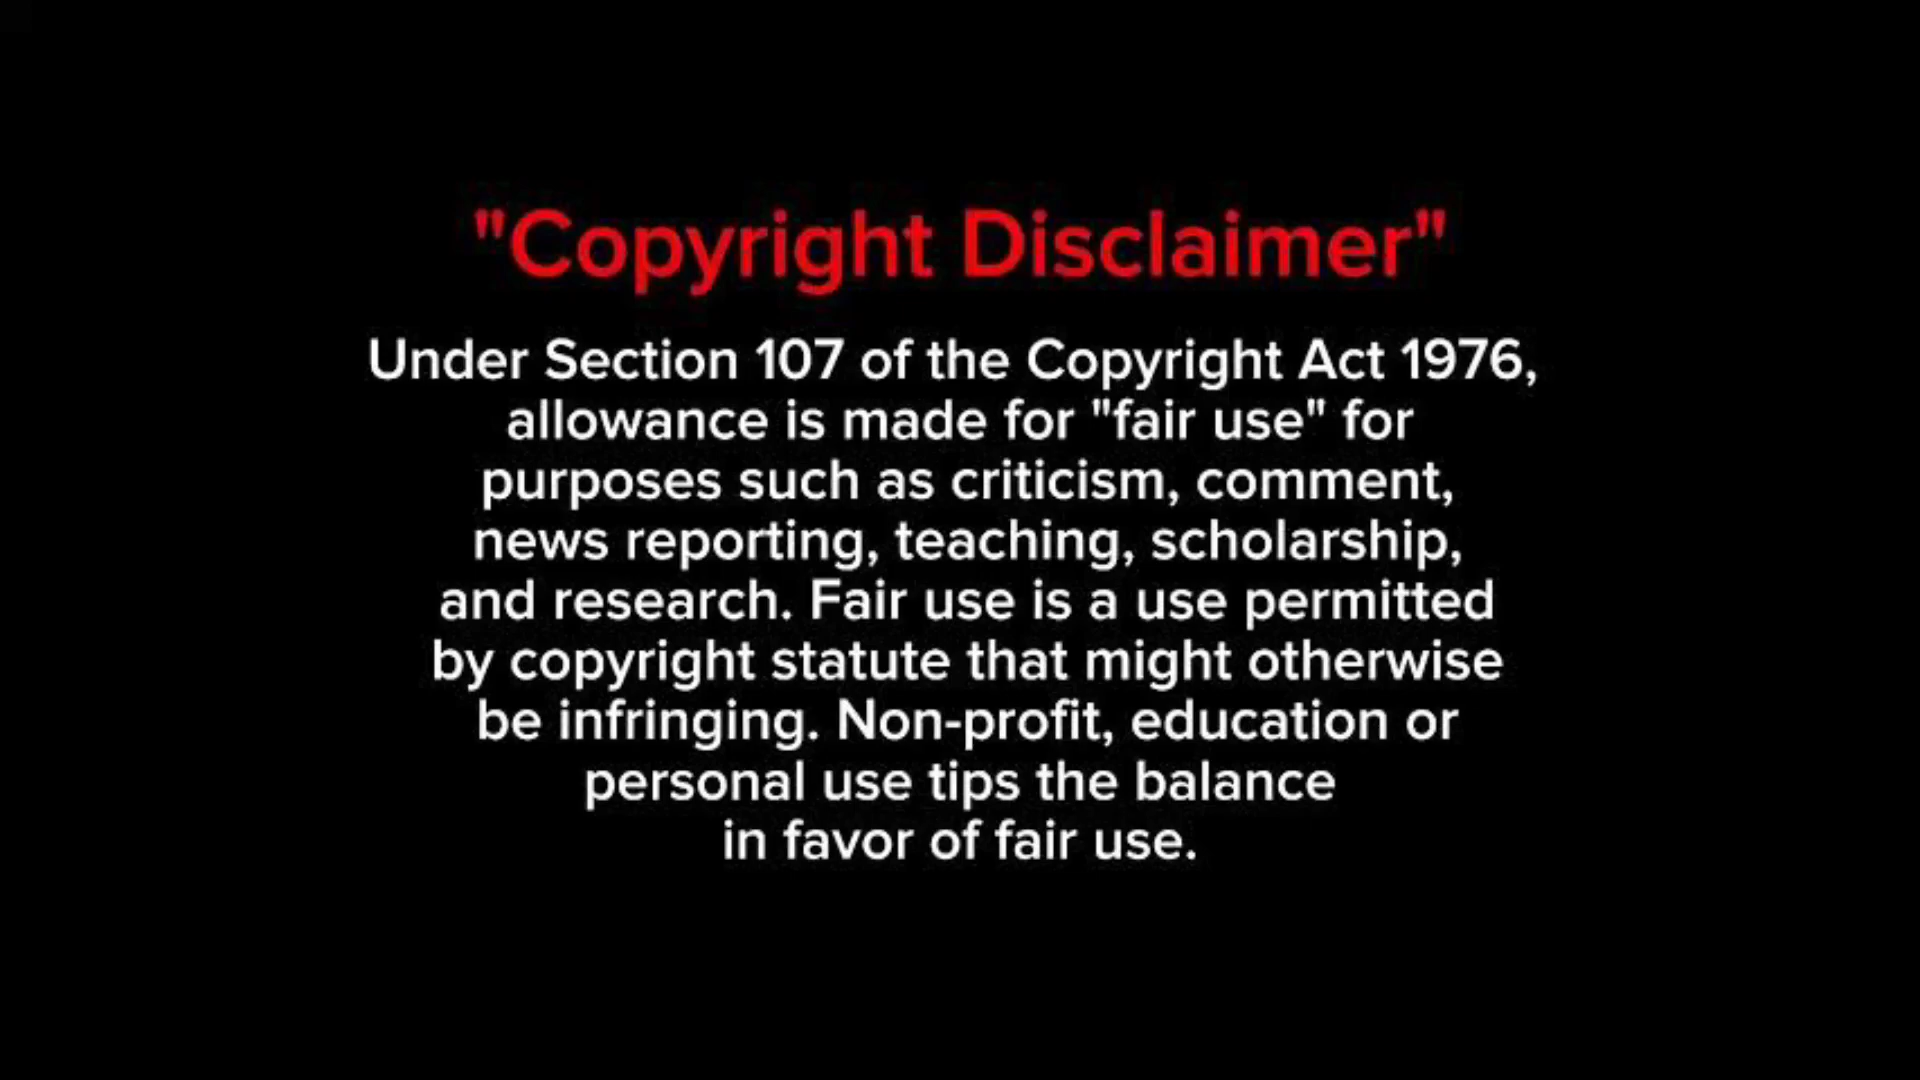 "Copyright Disclaimer"
Under Section 107 of the Copyright Act 1976,
allowance is made for "fair use" for
purposes such as criticism, comment,
news reporting, teaching, scholarship,
and research. Fair use is a use permitted
by copyright statute that might otherwise
be infringing. Non-profit, education or
personal use tips the balance
in favor of fair use.